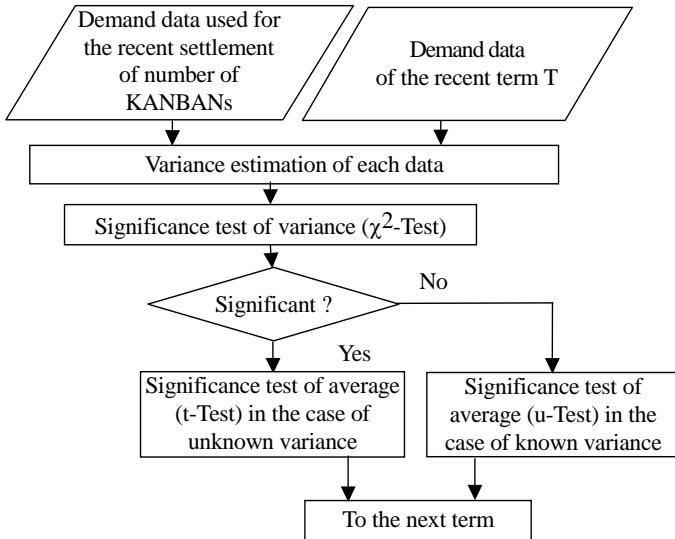 Demand data used for
the recent settlement
of number of
KANBANs
Demand data
of the recent term T
Variance estimation of each data
Significance test of variance (χ2-Test)
Significant ?
No
Yes
Significance test of average
(t-Test) in the case of
unknown variance
Significance test of
average (u-Test) in the
case of known variance
To the next term